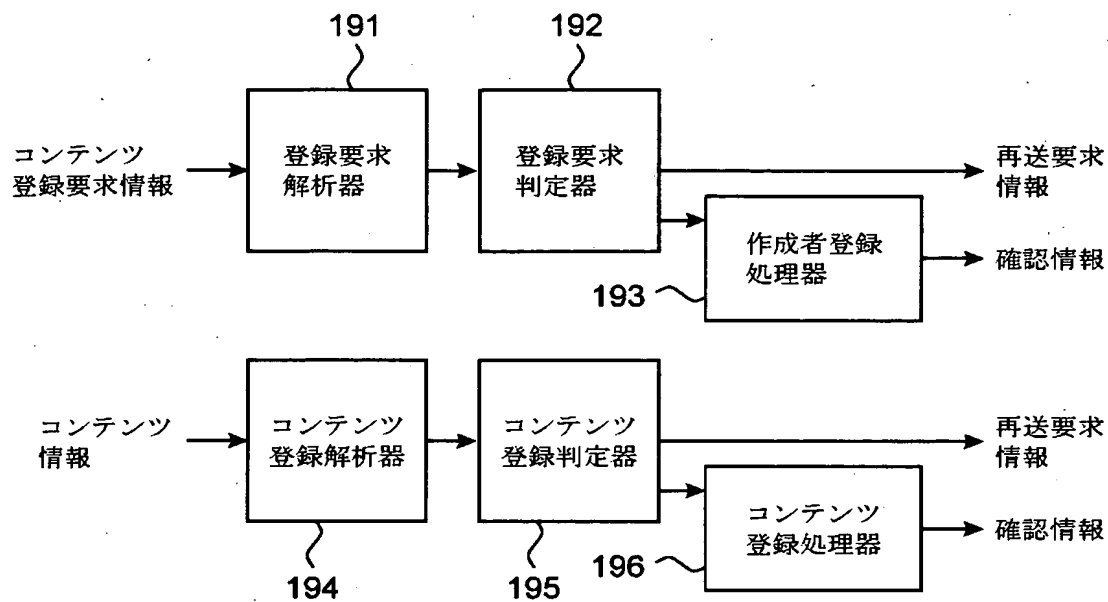 191
192
コンテンツ
登録要求情報
登録要求
解析器
登録要求
判定器
再送要求
情報
作成者登録
処理器
確認情報
193
コンテンツ
情報
コンテンツ
登録解析器
コンテンツ
登録判定器
再送要求
情報
コンテンツ
登録処理器
確認情報
194
195
196